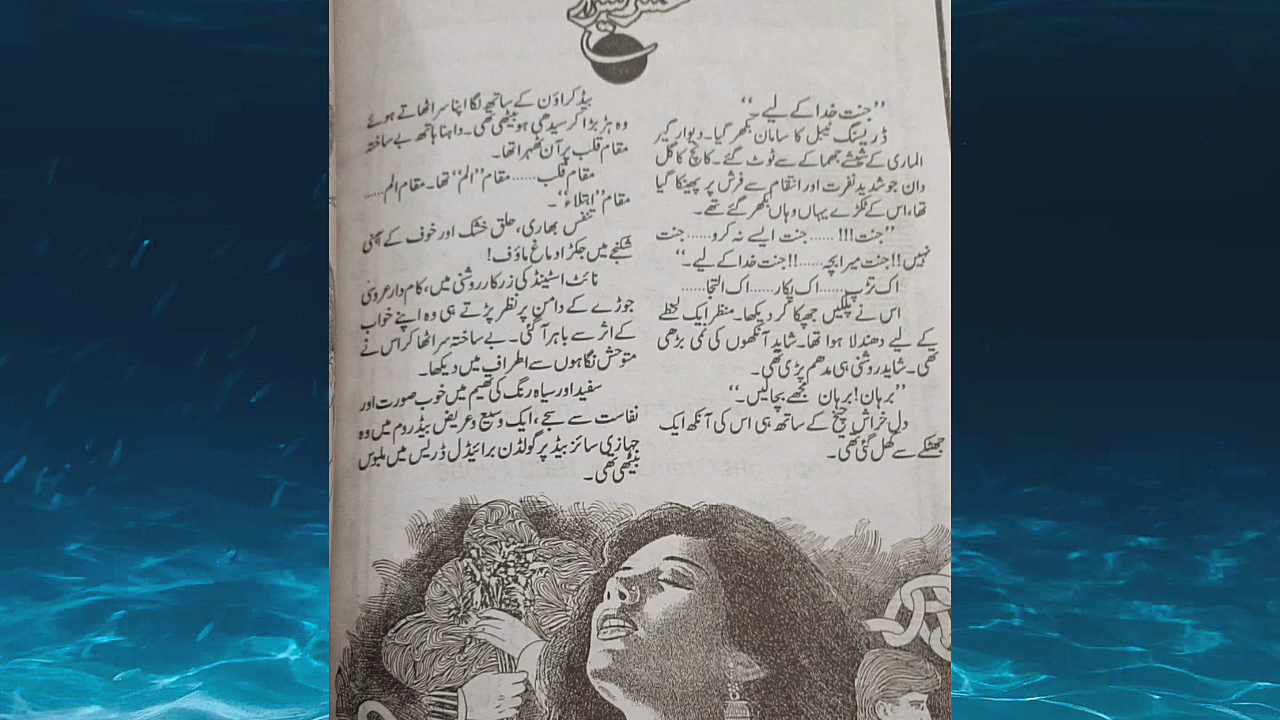 ”جنت خدا کے لیے۔“
ڈریسنگ ٹیبل کا سامان بکھر گیا۔ دیوار گیر
الماری کے شیشے جھماکے سے ٹوٹ گئے۔ کانچ کا گل
دان جو شدید نفرت اور انتقام سے فرش پر پھینکا گیا
تھا، اس کے ٹکڑے یہاں وہاں بکھر گئے تھے۔
”جنت!!! ...... جنت ایسے نہ کرو...... جنت
نہیں!! جنت میرا بچہ......!! جنت خدا کے لیے۔“
اک تڑپ...... اک پکار...... اک التجا......
اس نے پلکیں جھپکا کر دیکھا۔ منظر ایک لحظے
کے لیے دھندلا ہوا تھا۔ شاید آنکھوں کی نمی بڑھی
تھی۔ شاید روشنی ہی مدھم پڑی تھی۔
”برہان! برہان مجھے بچالیں۔“
دل خراش چیخ کے ساتھ ہی اس کی آنکھ ایک
جھٹکے سے کھل گئی تھی۔
بیڈ کراؤن کے ساتھ لگا اپنا سر اٹھاتے ہوئے
وہ ہڑبڑا کر سیدھی ہو بیٹھی تھی۔ داہنا ہاتھ بے ساختہ
مقام قلب پر آن ٹھہرا تھا۔
مقام قلب...... مقام ”الم“ تھا۔ مقام الم......
مقام ”ابتلاء“۔
تنفس بھاری، حلق خشک اور خوف کے آہنی
شکنجے میں جکڑا دماغ ماؤف!
نائٹ اسٹینڈ کی زرکار روشنی میں، کام دار عروسی
جوڑے کے دامن پر نظر پڑتے ہی وہ اپنے خواب
کے اثر سے باہر آ گئی۔ بے ساختہ سر اٹھا کر اس نے
متوحش نگاہوں سے اطراف میں دیکھا۔
سفید اور سیاہ رنگ کی تھیم میں خوب صورت اور
نفاست سے سجے، ایک وسیع و عریض بیڈ روم میں وہ
جہازی سائز بیڈ پر گولڈن برائیڈل ڈریس میں ملبوس
بیٹھی تھی۔